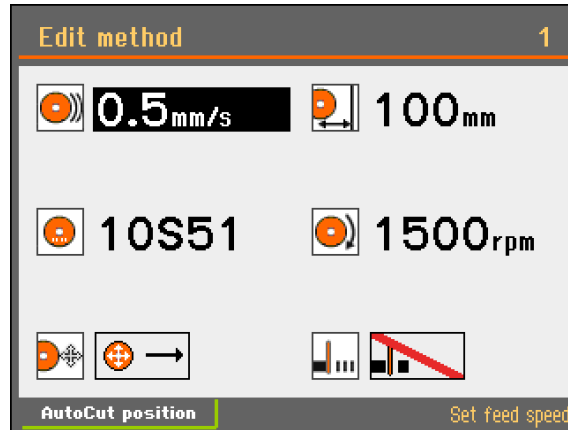 Edit method 1
0.5mm/s 100mm
10S51 1500rpm
AutoCut position Set feed speed